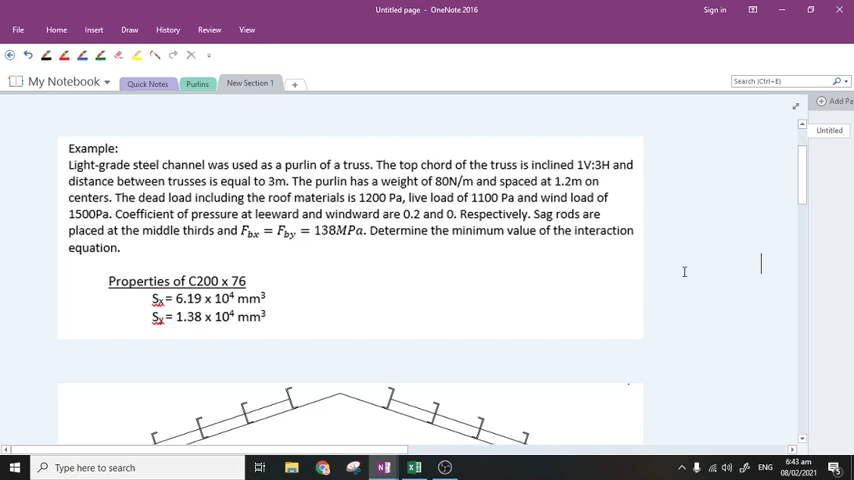 Untitled page - OneNote 2016
Sign in
File Home Insert Draw History Review View
My Notebook Quick Notes Purlins New Section 1
Search (Ctrl+E)
Add Pa
Untitled
Example:
Light-grade steel channel was used as a purlin of a truss. The top chord of the truss is inclined 1V:3H and
distance between trusses is equal to 3m. The purlin has a weight of 80N/m and spaced at 1.2m on
centers. The dead load including the roof materials is 1200 Pa, live load of 1100 Pa and wind load of
1500Pa. Coefficient of pressure at leeward and windward are 0.2 and 0. Respectively. Sag rods are
placed at the middle thirds and F_bx = F_by = 138MPa. Determine the minimum value of the interaction
equation.
Properties of C200 x 76
Sx = 6.19 x 10⁴ mm³
Sy = 1.38 x 10⁴ mm³
Type here to search
ENG
6:43 am
08/02/2021
5